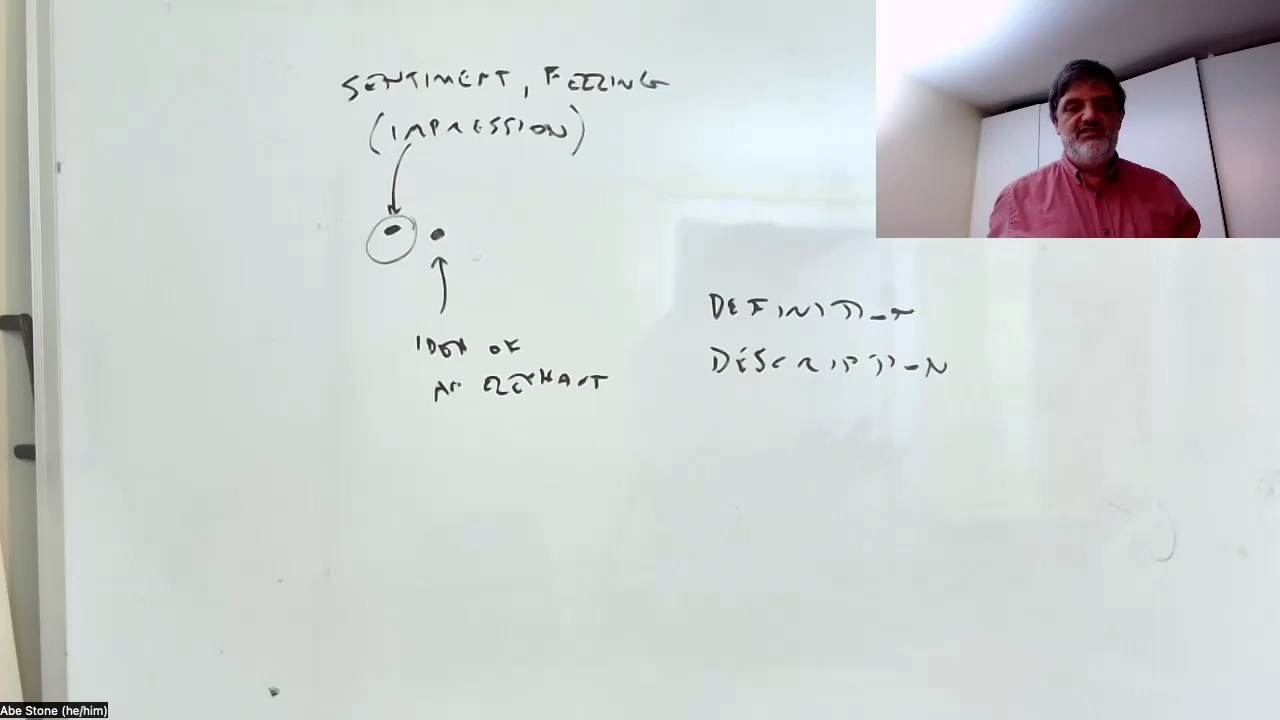 SENTIMENT, FEELING
(IMPRESSION)
IDEA OF
AN ELEPHANT
DEFINITION
DESCRIPTION
Abe Stone (he/him)